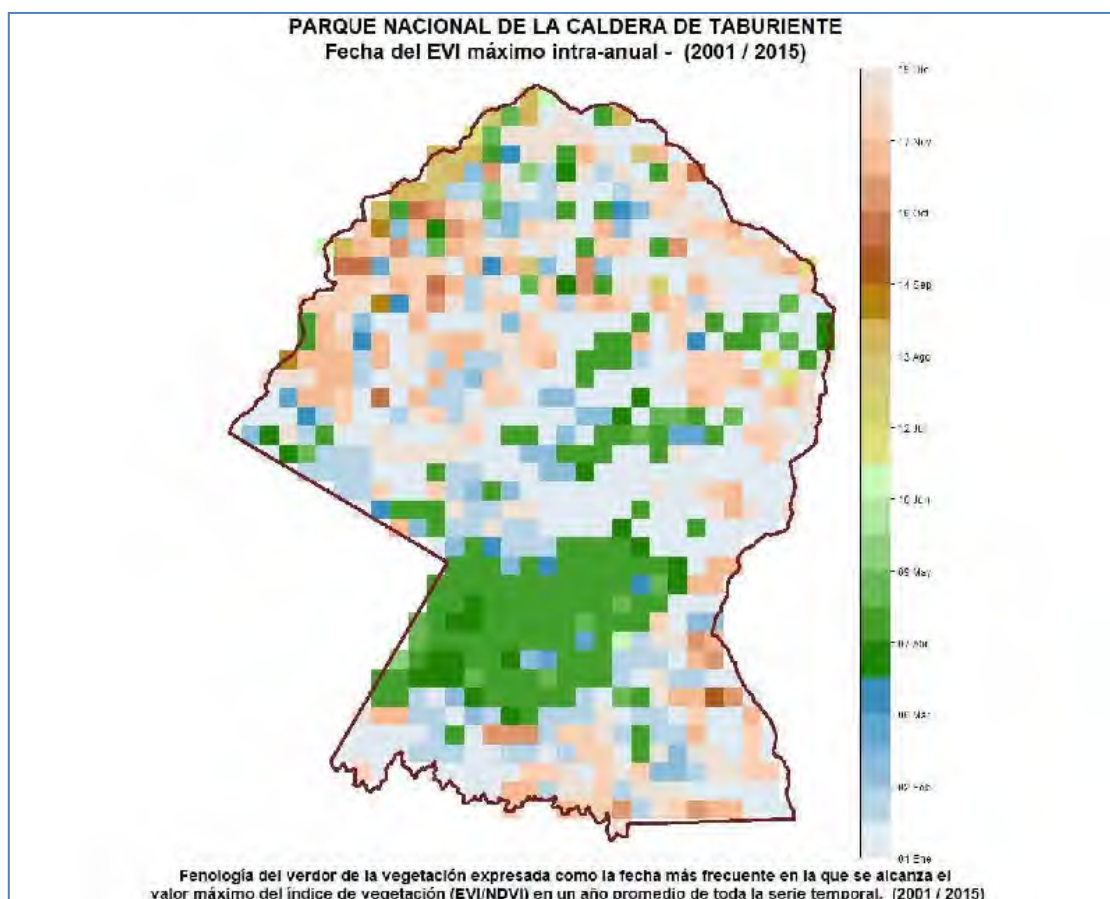 PARQUE NACIONAL DE LA CALDERA DE TABURIENTE
Fecha del EVI máximo intra-anual - (2001 / 2015)
17 Nov
16 Oct
14 Sep
13 Ago
12 Jul
10 Jun
09 May
07 Abr
06 Mar
02 Feb
01 Ene
Fenología del verdor de la vegetación expresada como la fecha más frecuente en la que se alcanza el
valor máximo del índice de vegetación (EVI/NDVI) en un año promedio de toda la serie temporal. (2001 / 2015)